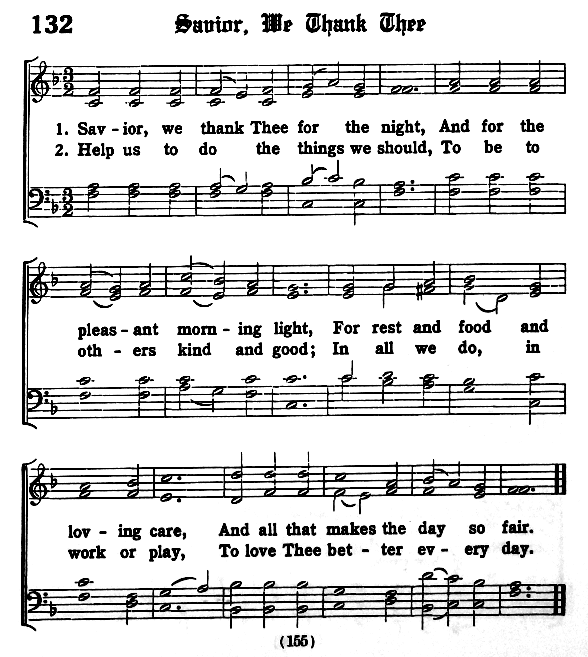 132 Savior, We Thank Thee
1. Sav - ior, we thank Thee for the night, And for the
2. Help us to do the things we should, To be to
pleas - ant morn - ing light, For rest and food and
oth - ers kind and good; In all we do, in
lov - ing care, And all that makes the day so fair.
work or play, To love Thee bet - ter ev - ery day.
(155)